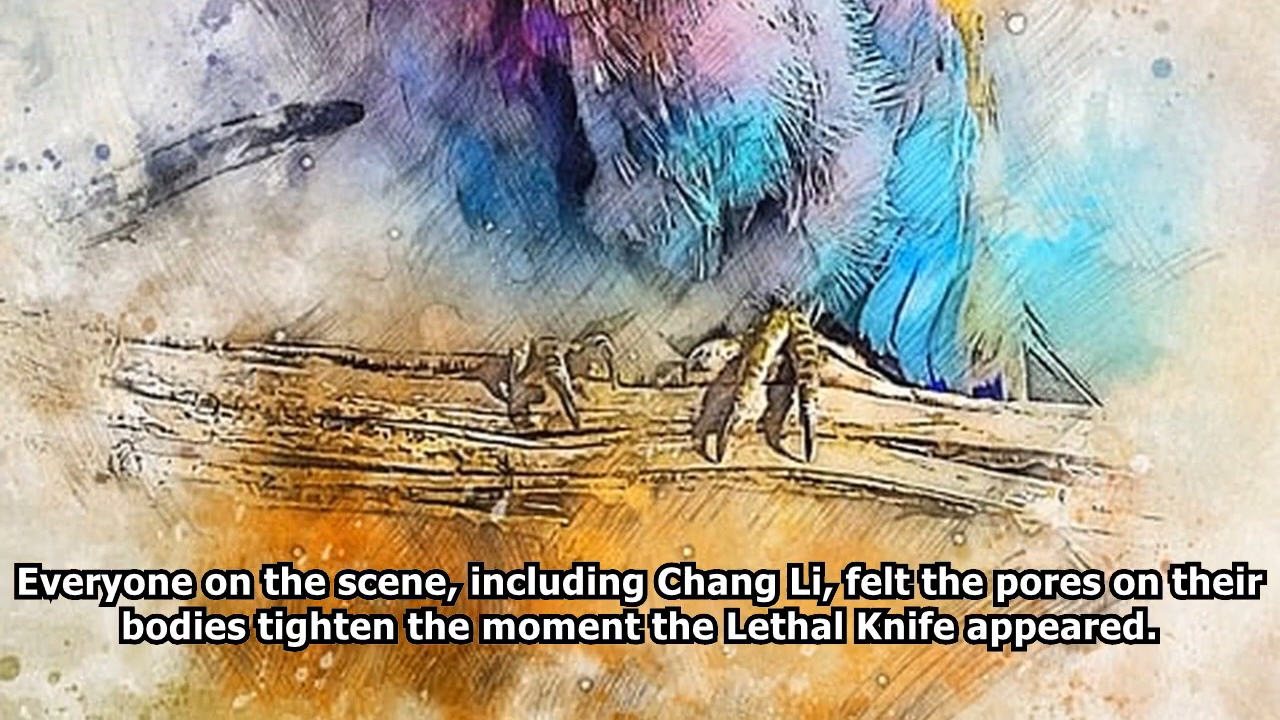 Everyone on the scene, including Chang Li, felt the pores on their
bodies tighten the moment the Lethal Knife appeared.